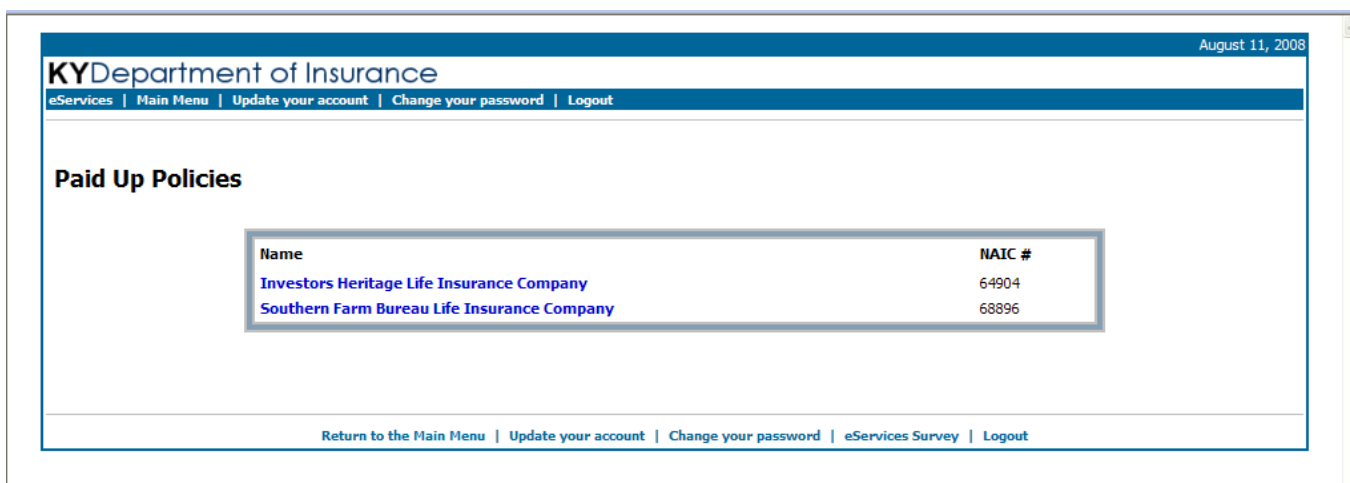 August 11, 2008
KYDepartment of Insurance
eServices | Main Menu | Update your account | Change your password | Logout
Paid Up Policies
Name NAIC #
Investors Heritage Life Insurance Company 64904
Southern Farm Bureau Life Insurance Company 68896
Return to the Main Menu | Update your account | Change your password | eServices Survey | Logout